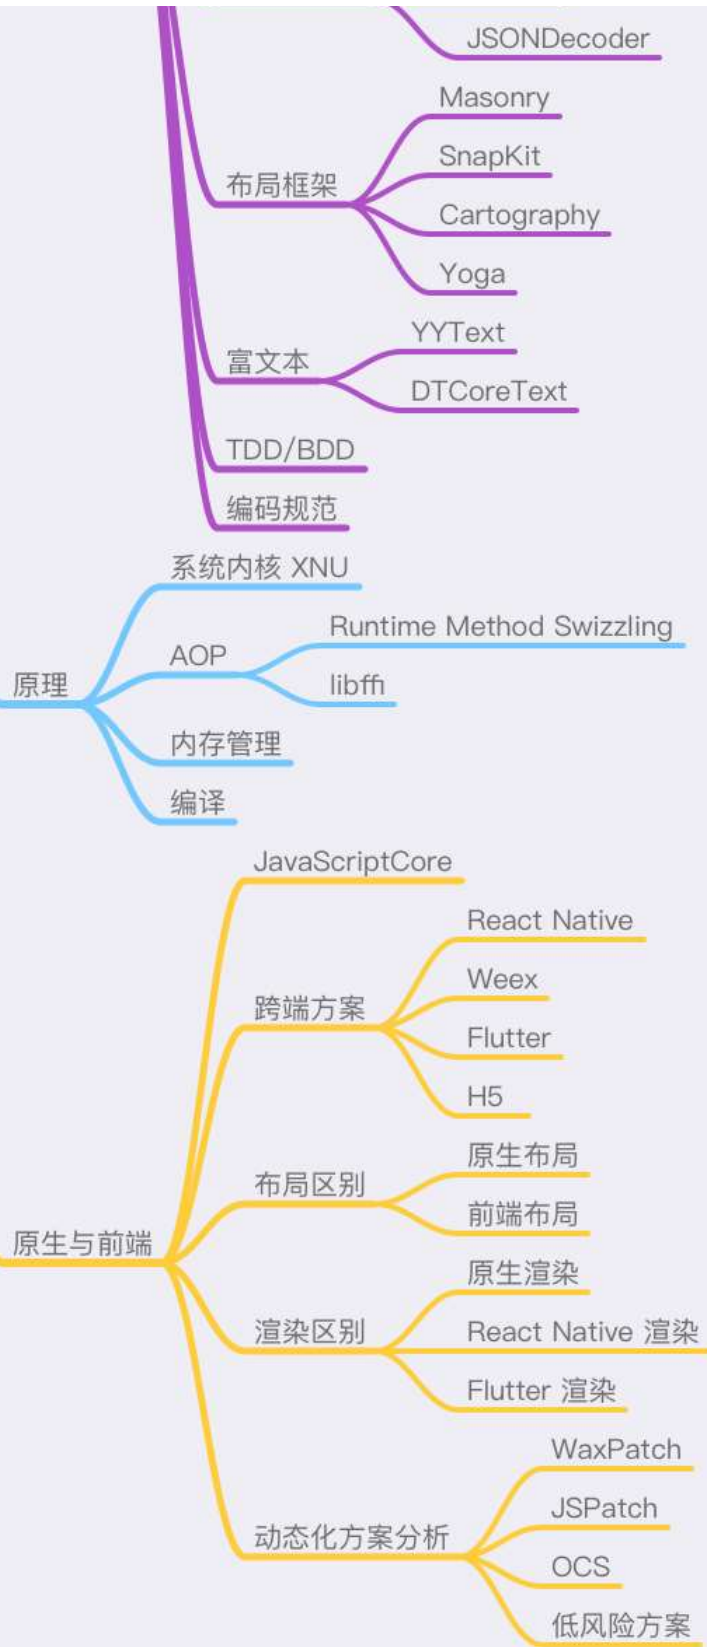 JSONDecoder
Masonry
SnapKit
布局框架
Cartography
Yoga
YYText
富文本
DTCoreText
TDD/BDD
编码规范
系统内核 XNU
Runtime Method Swizzling
AOP
libffi
原理
内存管理
编译
JavaScriptCore
React Native
Weex
跨端方案
Flutter
H5
原生布局
布局区别
前端布局
原生与前端
原生渲染
渲染区别
React Native 渲染
Flutter 渲染
WaxPatch
JSPatch
动态化方案分析
OCS
低风险方案